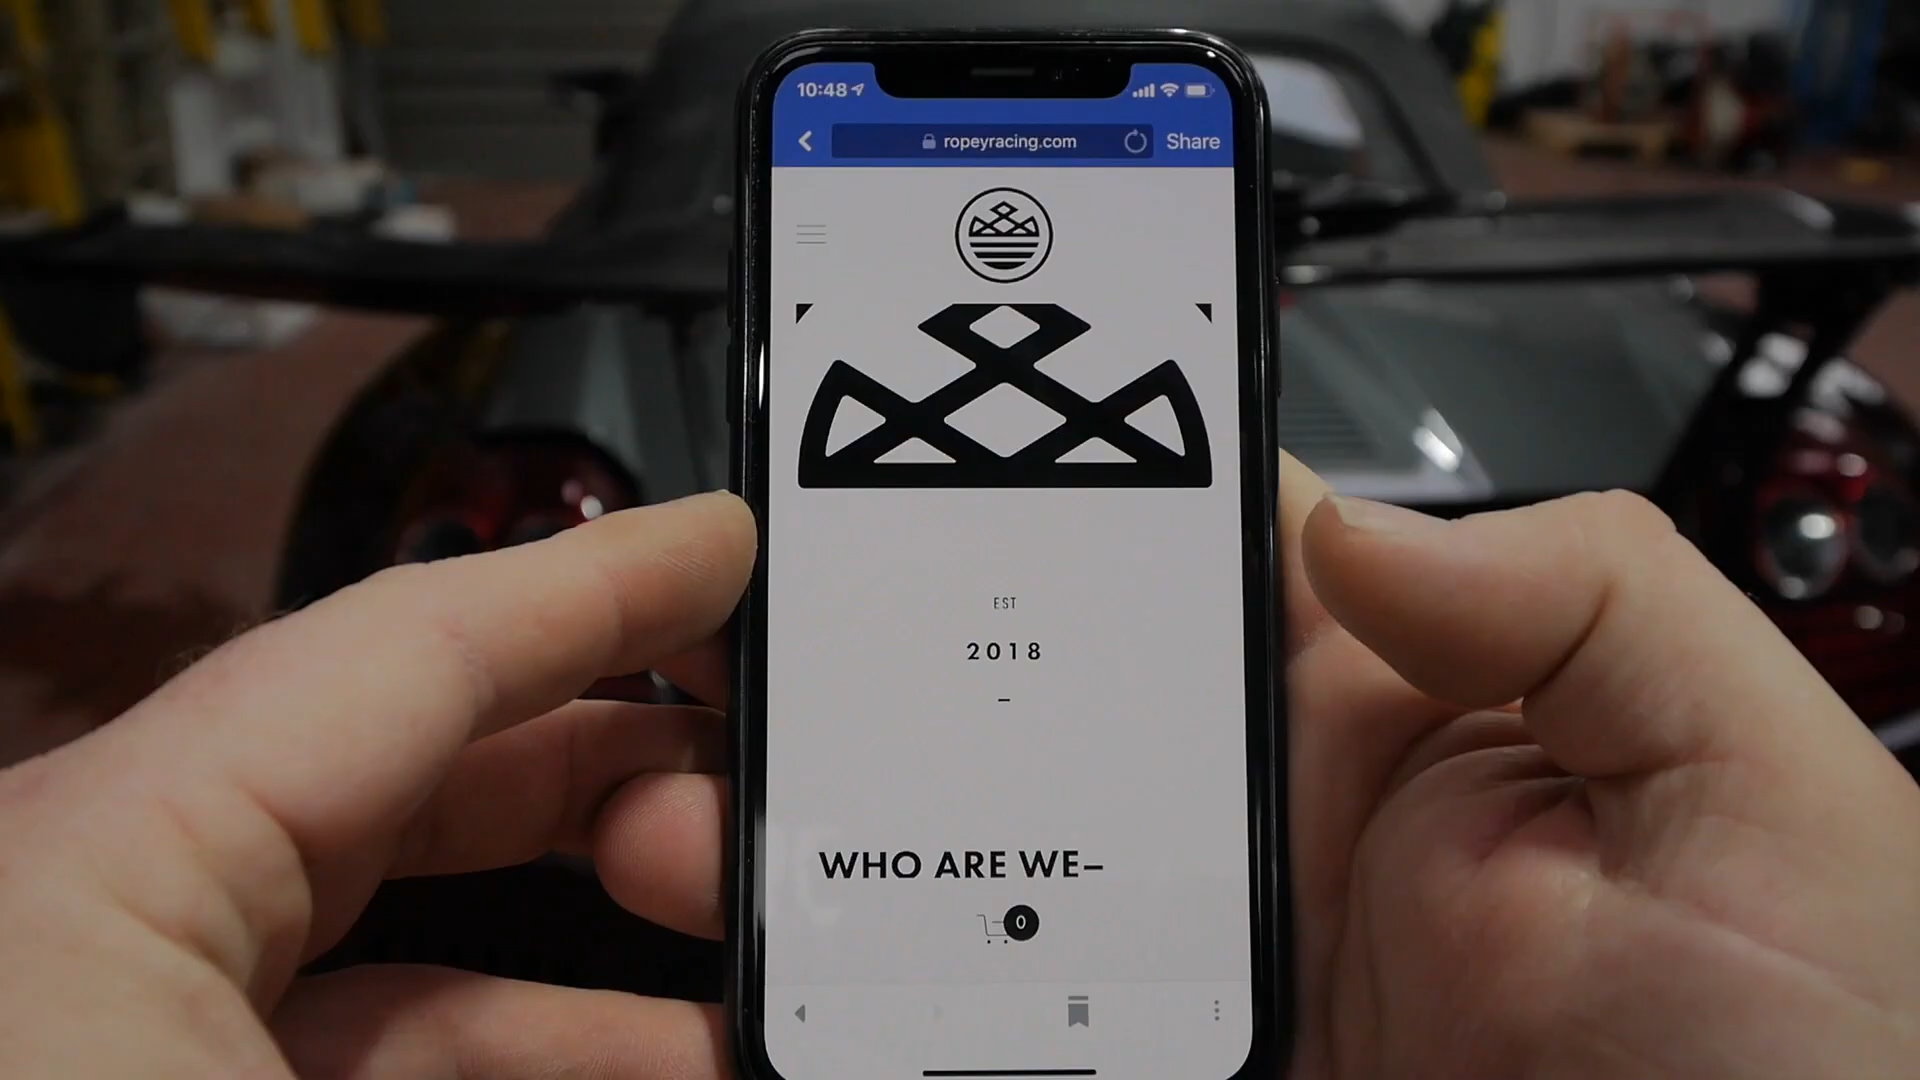 10:48
ropeyracing.com
Share
EST
2018
–
WHO ARE WE–
0